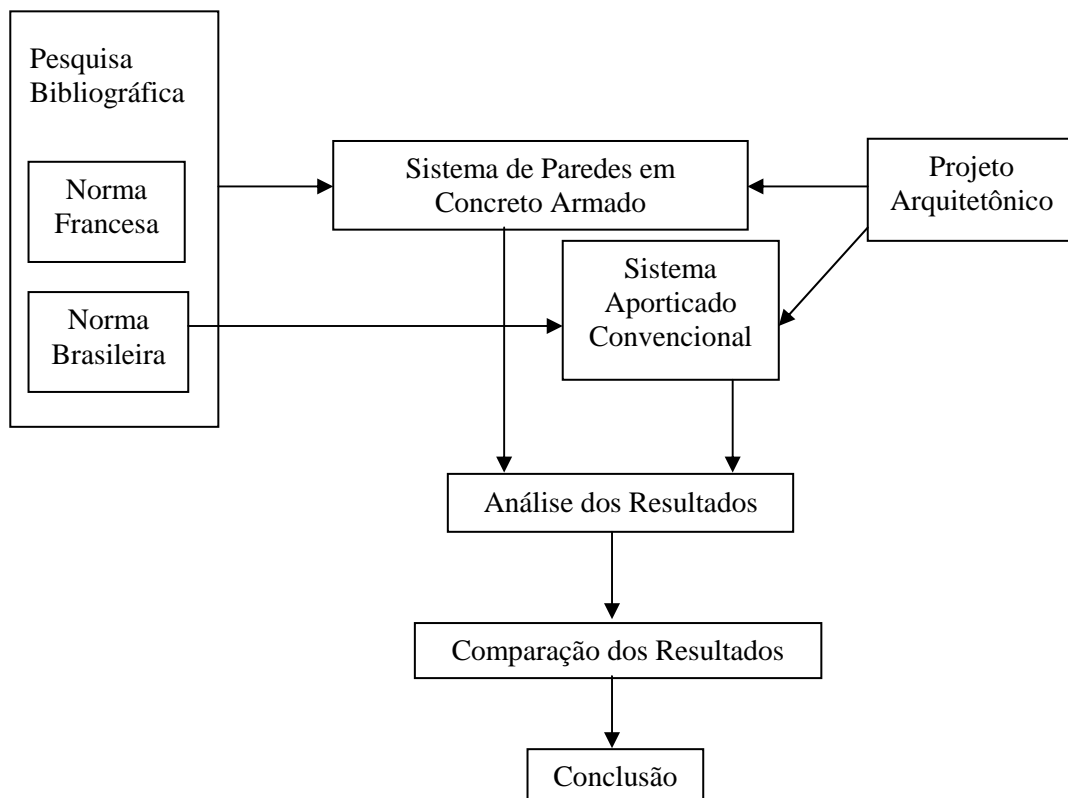 Pesquisa
Bibliográfica
Norma
Francesa
Norma
Brasileira
Sistema de Paredes em
Concreto Armado
Projeto
Arquitetônico
Sistema
Aporticado
Convencional
Análise dos Resultados
Comparação dos Resultados
Conclusão